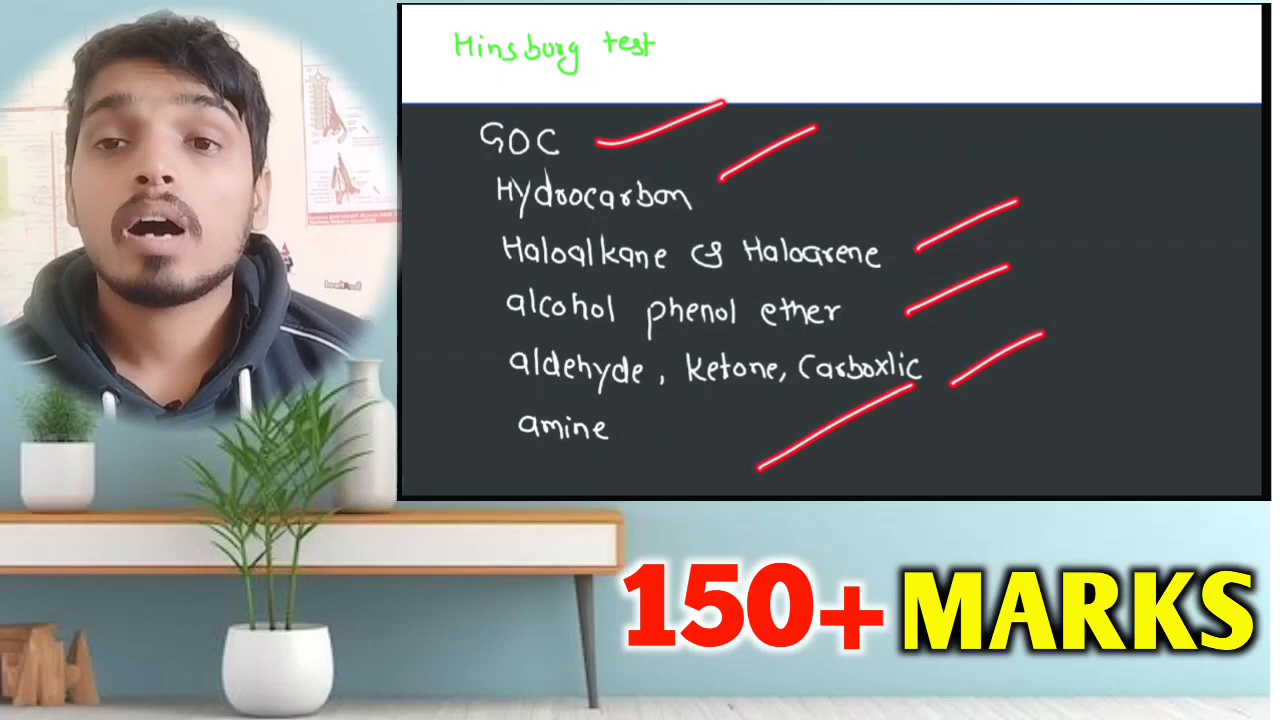 Hinsburg test
GOC
Hydrocarbon
Haloalkane & Haloarene
alcohol phenol ether
aldehyde, Ketone, Carboxlic
amine
150+ MARKS